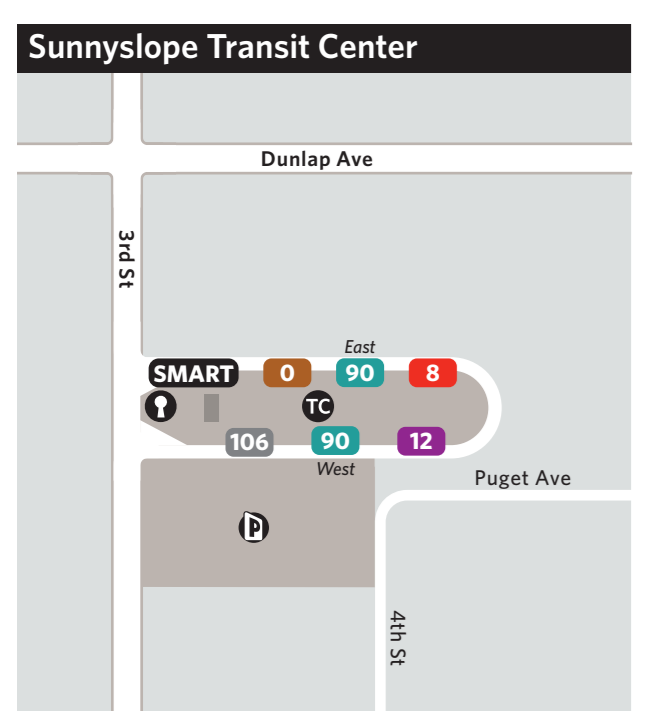 Sunnyslope Transit Center
Dunlap Ave
3rd St
East
SMART 0 90 8
TC
106 90 12
West
Puget Ave
P
4th St